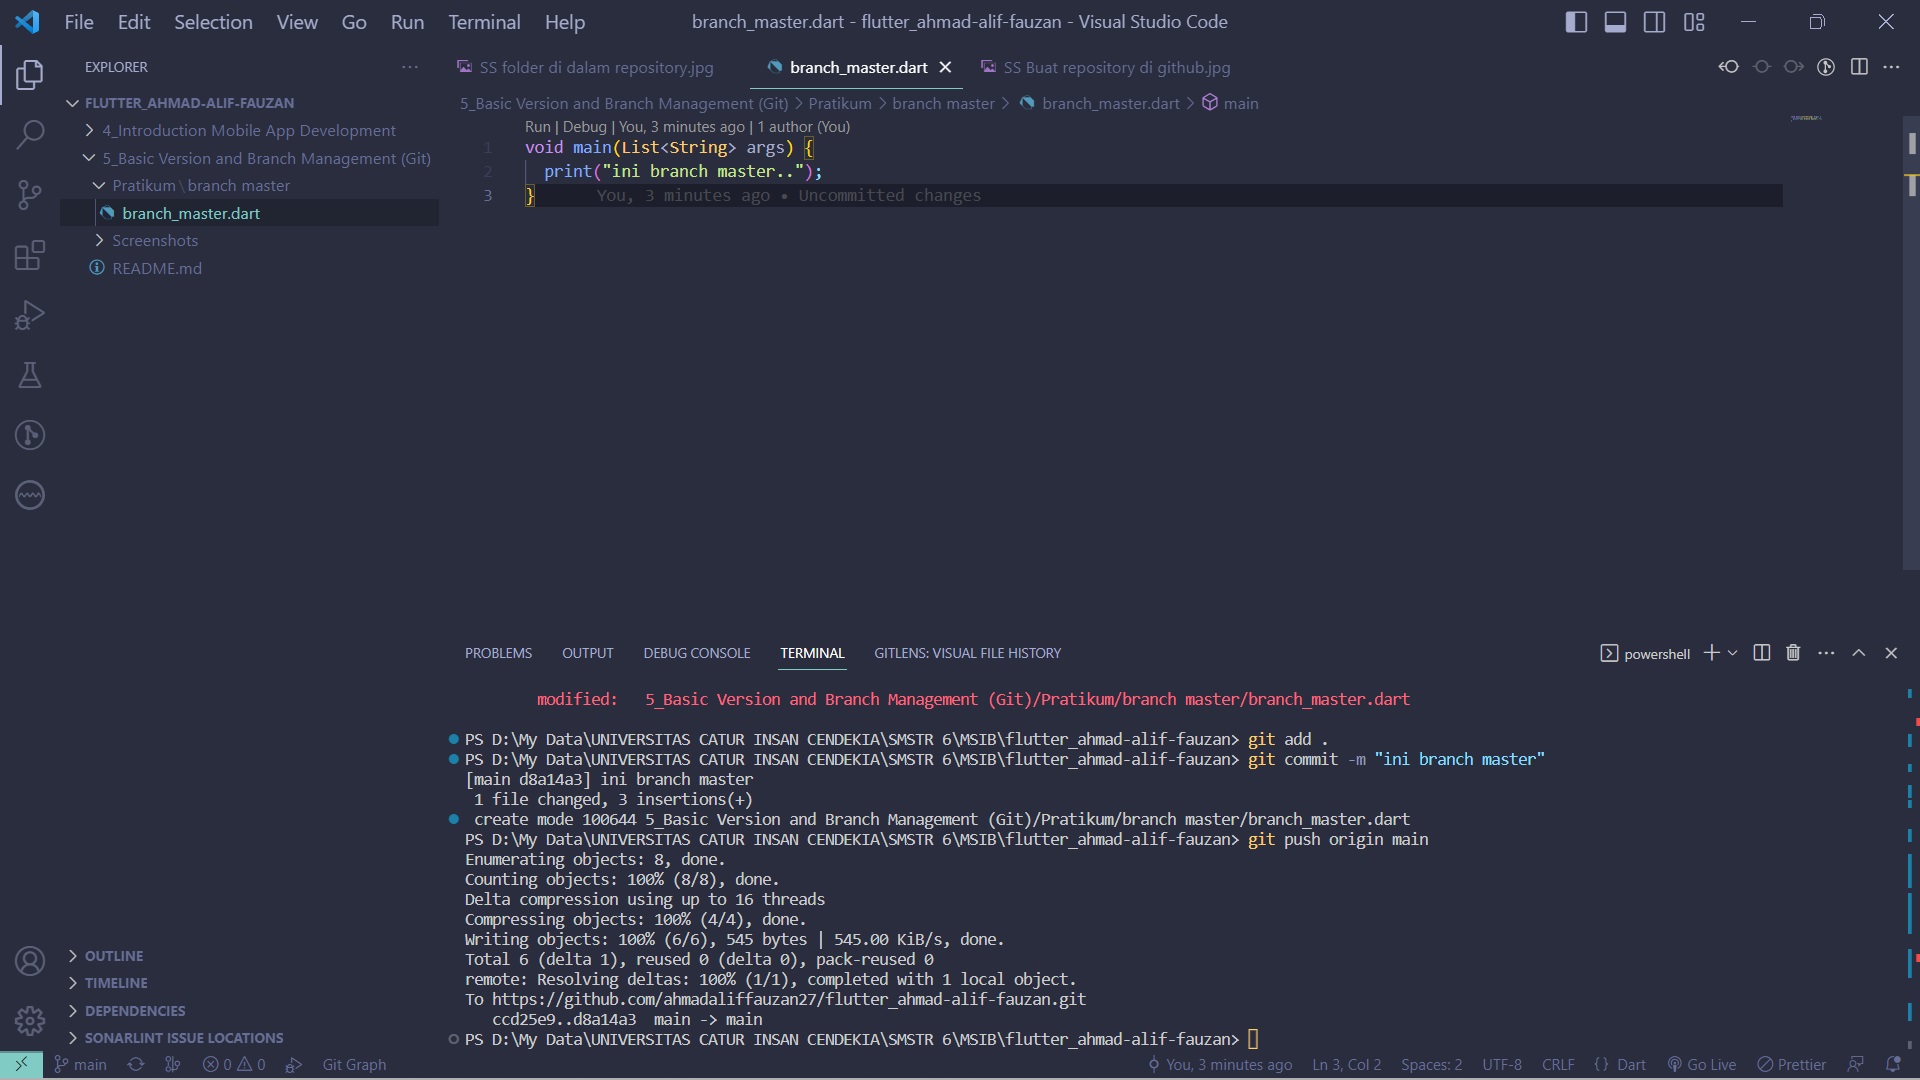 File Edit Selection View Go Run Terminal Help
branch_master.dart - flutter_ahmad-alif-fauzan - Visual Studio Code
EXPLORER
SS folder di dalam repository.jpg
branch_master.dart
SS Buat repository di github.jpg
FLUTTER_AHMAD-ALIF-FAUZAN
4_Introduction Mobile App Development
5_Basic Version and Branch Management (Git)
Pratikum \ branch master
branch_master.dart
Screenshots
README.md
5_Basic Version and Branch Management (Git) > Pratikum > branch master > branch_master.dart > main
Run | Debug | You, 3 minutes ago | 1 author (You)
1 void main(List<String> args) {
2 print("ini branch master..");
3 } You, 3 minutes ago • Uncommitted changes
PROBLEMS OUTPUT DEBUG CONSOLE TERMINAL GITLENS: VISUAL FILE HISTORY
powershell
modified: 5_Basic Version and Branch Management (Git)/Pratikum/branch master/branch_master.dart
PS D:\My Data\UNIVERSITAS CATUR INSAN CENDEKIA\SMSTR 6\MSIB\flutter_ahmad-alif-fauzan> git add .
PS D:\My Data\UNIVERSITAS CATUR INSAN CENDEKIA\SMSTR 6\MSIB\flutter_ahmad-alif-fauzan> git commit -m "ini branch master"
[main d8a14a3] ini branch master
1 file changed, 3 insertions(+)
create mode 100644 5_Basic Version and Branch Management (Git)/Pratikum/branch master/branch_master.dart
PS D:\My Data\UNIVERSITAS CATUR INSAN CENDEKIA\SMSTR 6\MSIB\flutter_ahmad-alif-fauzan> git push origin main
Enumerating objects: 8, done.
Counting objects: 100% (8/8), done.
Delta compression using up to 16 threads
Compressing objects: 100% (4/4), done.
Writing objects: 100% (6/6), 545 bytes | 545.00 KiB/s, done.
Total 6 (delta 1), reused 0 (delta 0), pack-reused 0
remote: Resolving deltas: 100% (1/1), completed with 1 local object.
To https://github.com/ahmadaliffauzan27/flutter_ahmad-alif-fauzan.git
ccd25e9..d8a14a3 main -> main
PS D:\My Data\UNIVERSITAS CATUR INSAN CENDEKIA\SMSTR 6\MSIB\flutter_ahmad-alif-fauzan>
OUTLINE
TIMELINE
DEPENDENCIES
SONARLINT ISSUE LOCATIONS
main 0 0 Git Graph
You, 3 minutes ago Ln 3, Col 2 Spaces: 2 UTF-8 CRLF { } Dart Go Live Prettier